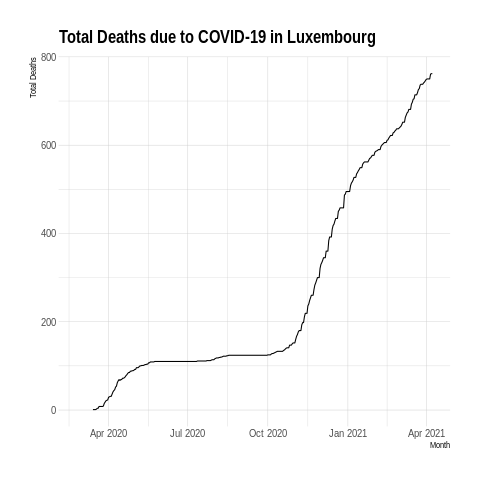 Total Deaths due to COVID-19 in Luxembourg
Total Deaths
800
600
400
200
0
Apr 2020
Jul 2020
Oct 2020
Jan 2021
Apr 2021
Month